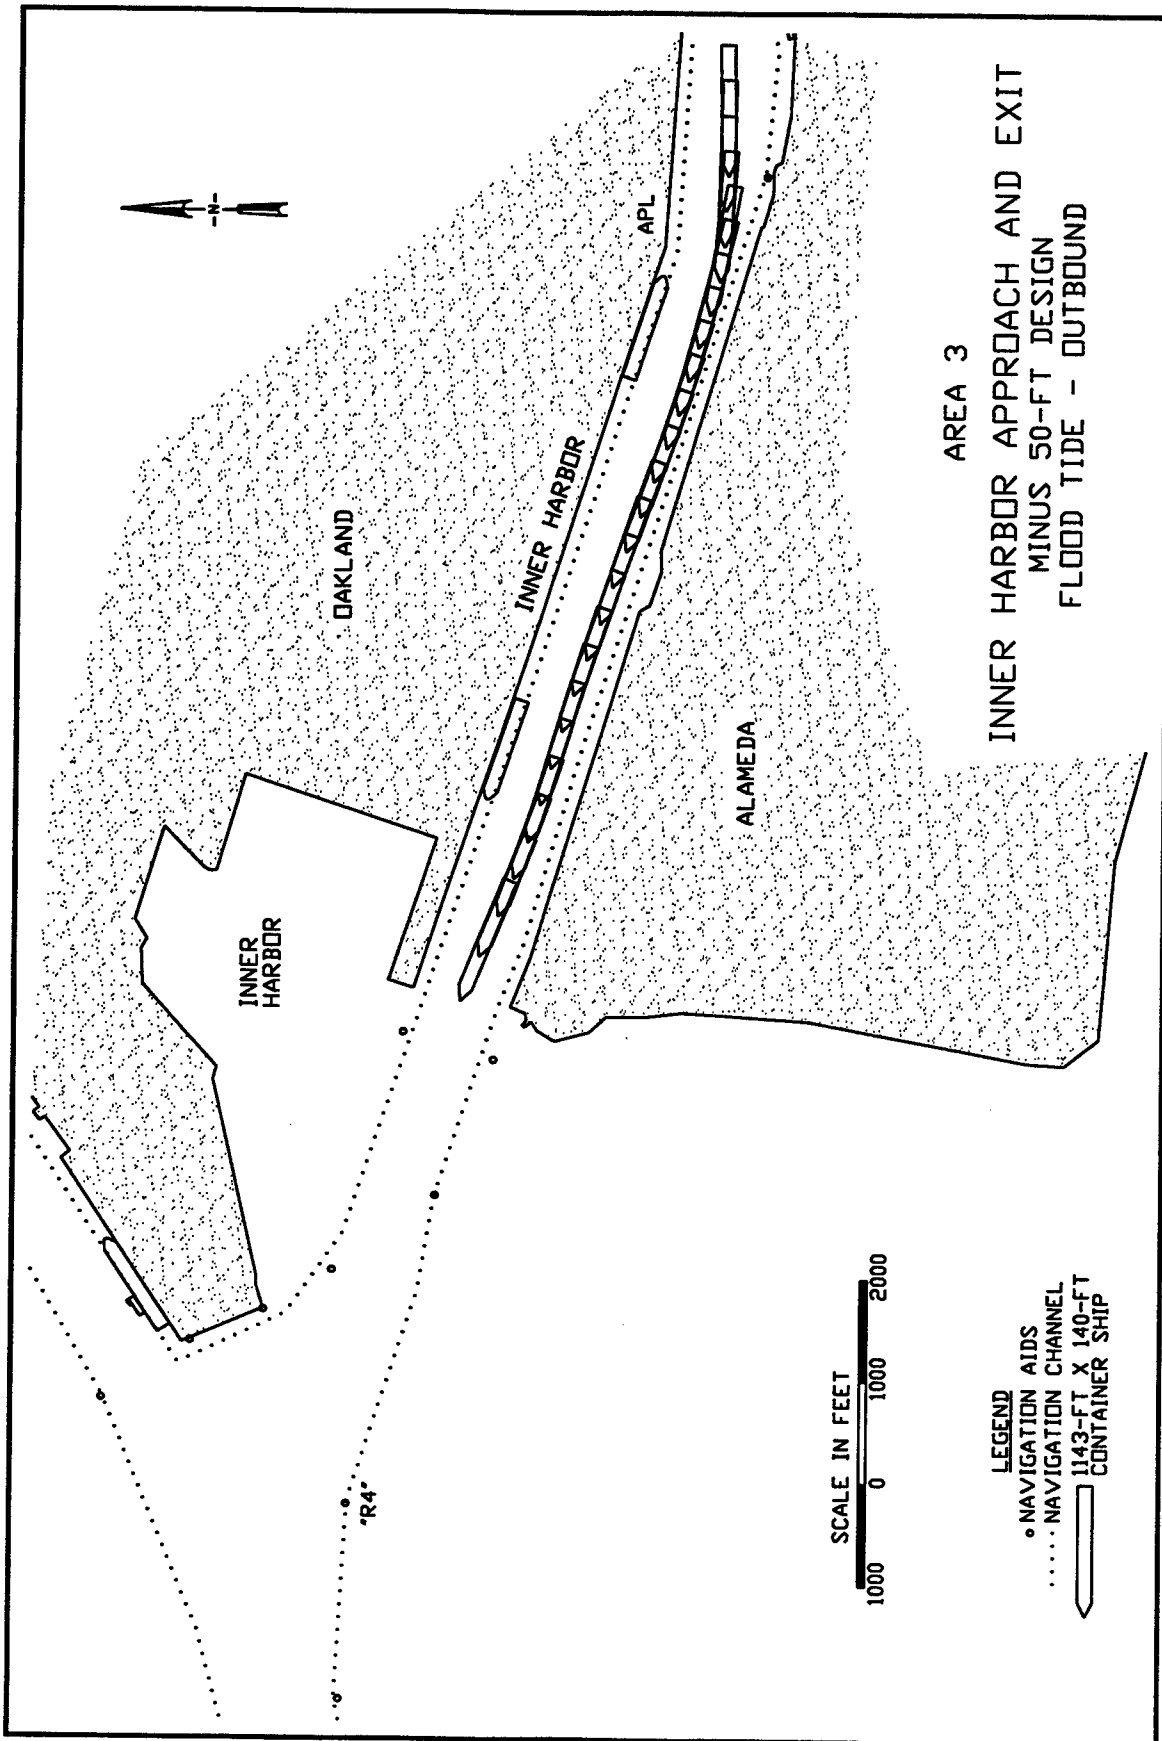 -N-
APL
OAKLAND
INNER HARBOR
INNER
HARBOR
ALAMEDA
"R4"
AREA 3
INNER HARBOR APPROACH AND EXIT
MINUS 50-FT DESIGN
FLOOD TIDE - OUTBOUND
SCALE IN FEET
1000 0 1000 2000
LEGEND
NAVIGATION AIDS
NAVIGATION CHANNEL
1143-FT X 140-FT
CONTAINER SHIP